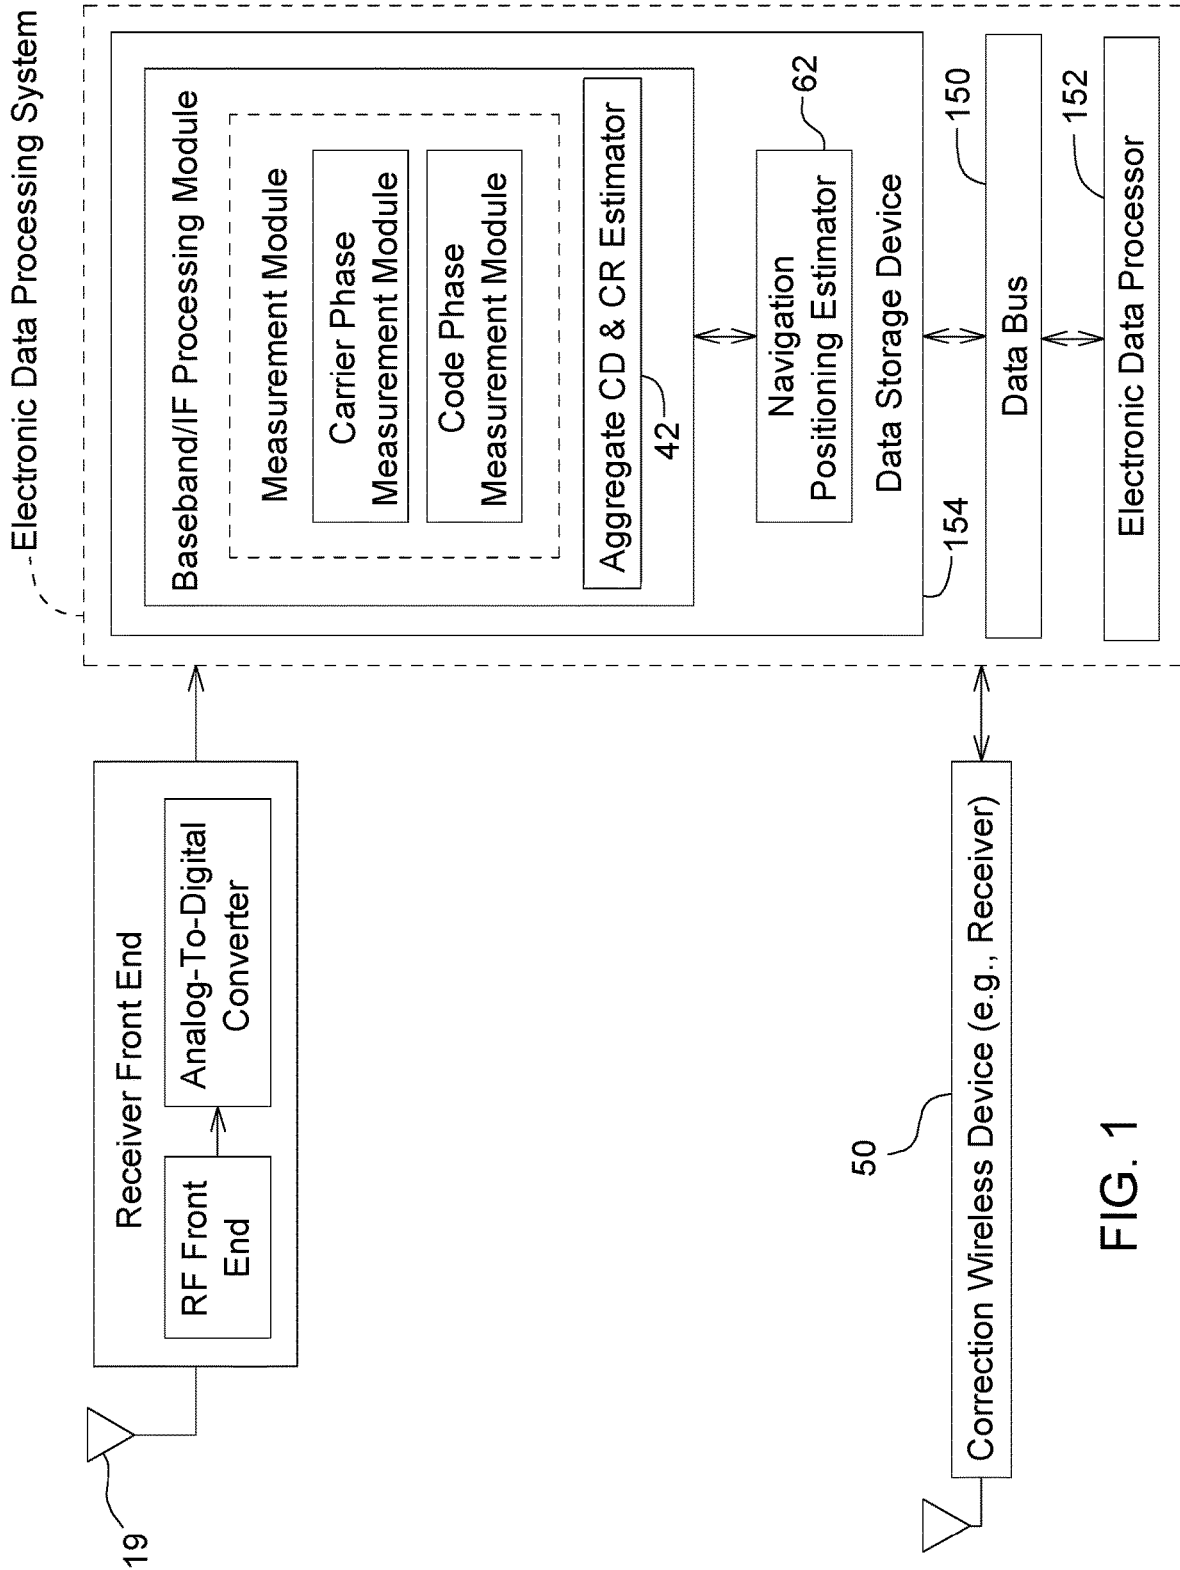 Electronic Data Processing System
Baseband/IF Processing Module
Measurement Module
Carrier Phase
Measurement Module
Code Phase
Measurement Module
Aggregate CD & CR Estimator
42
Navigation
Positioning Estimator
62
Data Storage Device
154
Data Bus
150
Electronic Data Processor
152
Receiver Front End
RF Front
End
Analog-To-Digital
Converter
19
Correction Wireless Device (e.g., Receiver)
50
FIG. 1